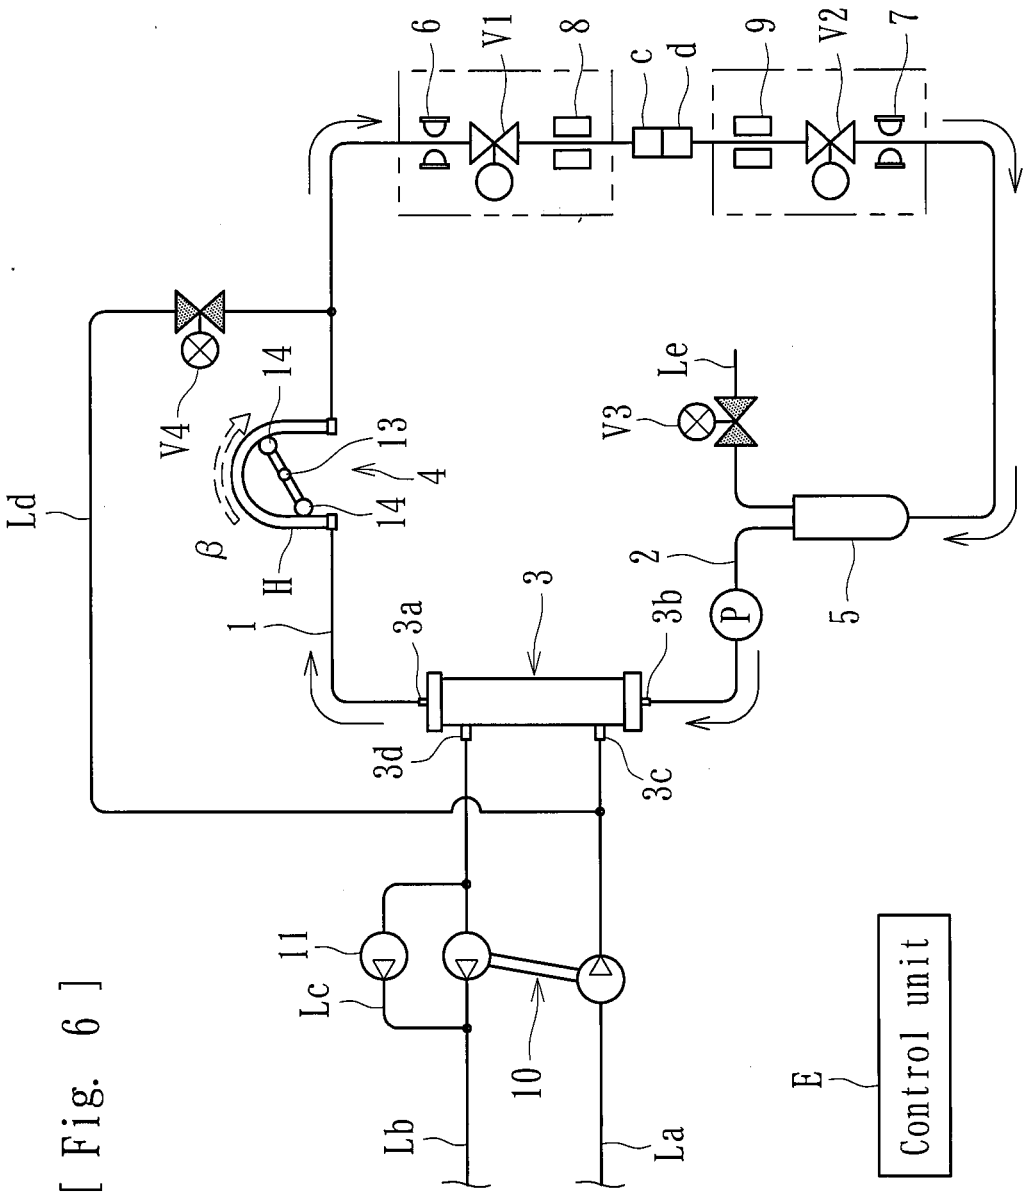 [ Fig. 6 ]
Ld
V4
β
1
H
14
11
Lc
3d
3a
14
13
Lb
4
6
V1
10
3
8
V3
2
c
3c
La
3b
Le
d
P
9
E
V2
5
7
Control unit